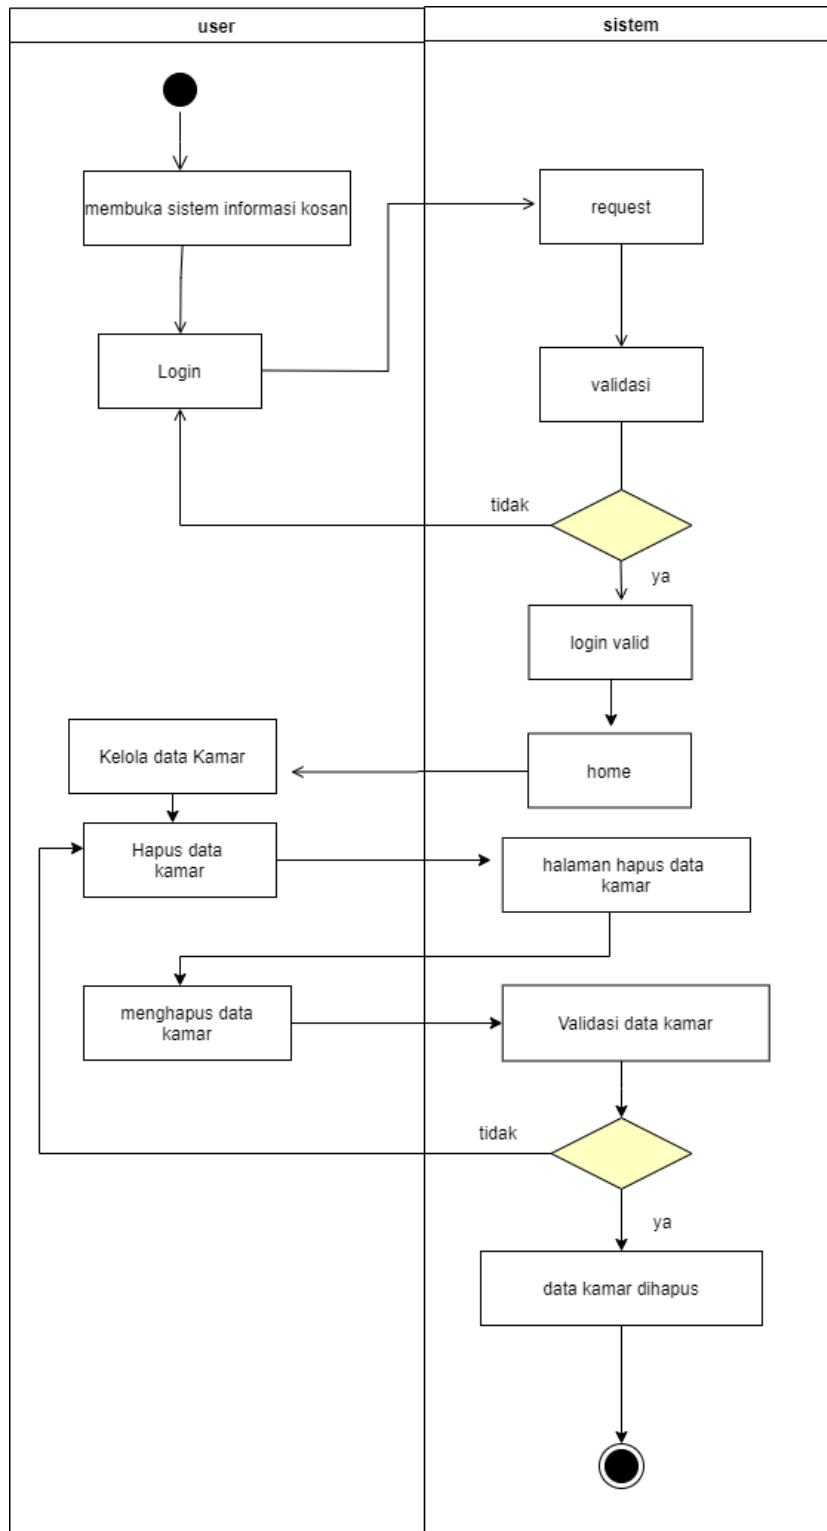 user
sistem
membuka sistem informasi kosan
request
Login
validasi
tidak
ya
login valid
Kelola data Kamar
home
Hapus data
kamar
halaman hapus data
kamar
menghapus data
kamar
Validasi data kamar
tidak
ya
data kamar dihapus